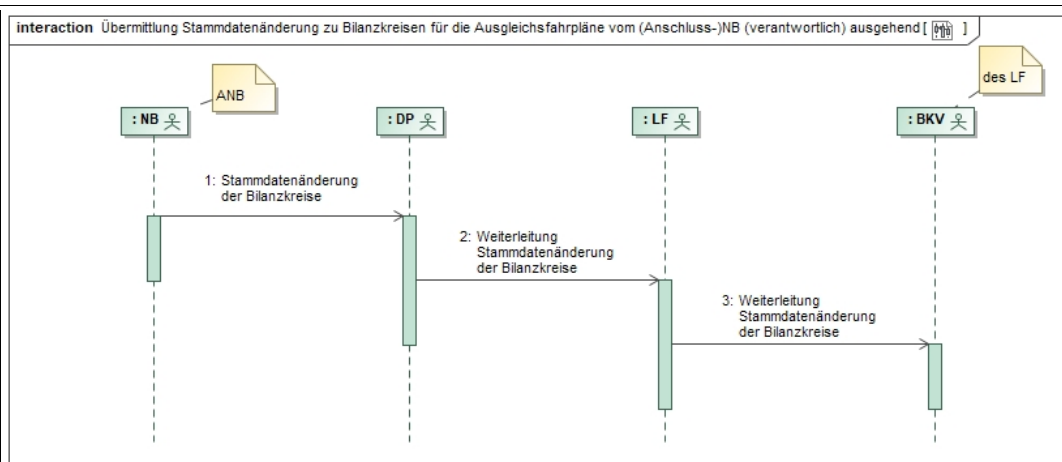 interaction Übermittlung Stammdatenänderung zu Bilanzkreisen für die Ausgleichsfahrpläne vom (Anschluss-)NB (verantwortlich) ausgehend [ ]
ANB
des LF
: NB
: DP
: LF
: BKV
1: Stammdatenänderung
der Bilanzkreise
2: Weiterleitung
Stammdatenänderung
der Bilanzkreise
3: Weiterleitung
Stammdatenänderung
der Bilanzkreise